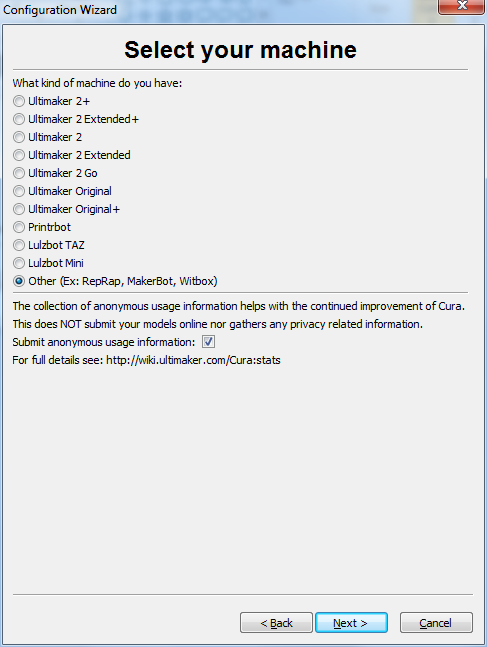 Configuration Wizard
Select your machine
What kind of machine do you have:
Ultimaker 2+
Ultimaker 2 Extended+
Ultimaker 2
Ultimaker 2 Extended
Ultimaker 2 Go
Ultimaker Original
Ultimaker Original+
Printrbot
Lulzbot TAZ
Lulzbot Mini
Other (Ex: RepRap, MakerBot, Witbox)
The collection of anonymous usage information helps with the continued improvement of Cura.
This does NOT submit your models online nor gathers any privacy related information.
Submit anonymous usage information:
For full details see: http://wiki.ultimaker.com/Cura:stats
< Back Next > Cancel